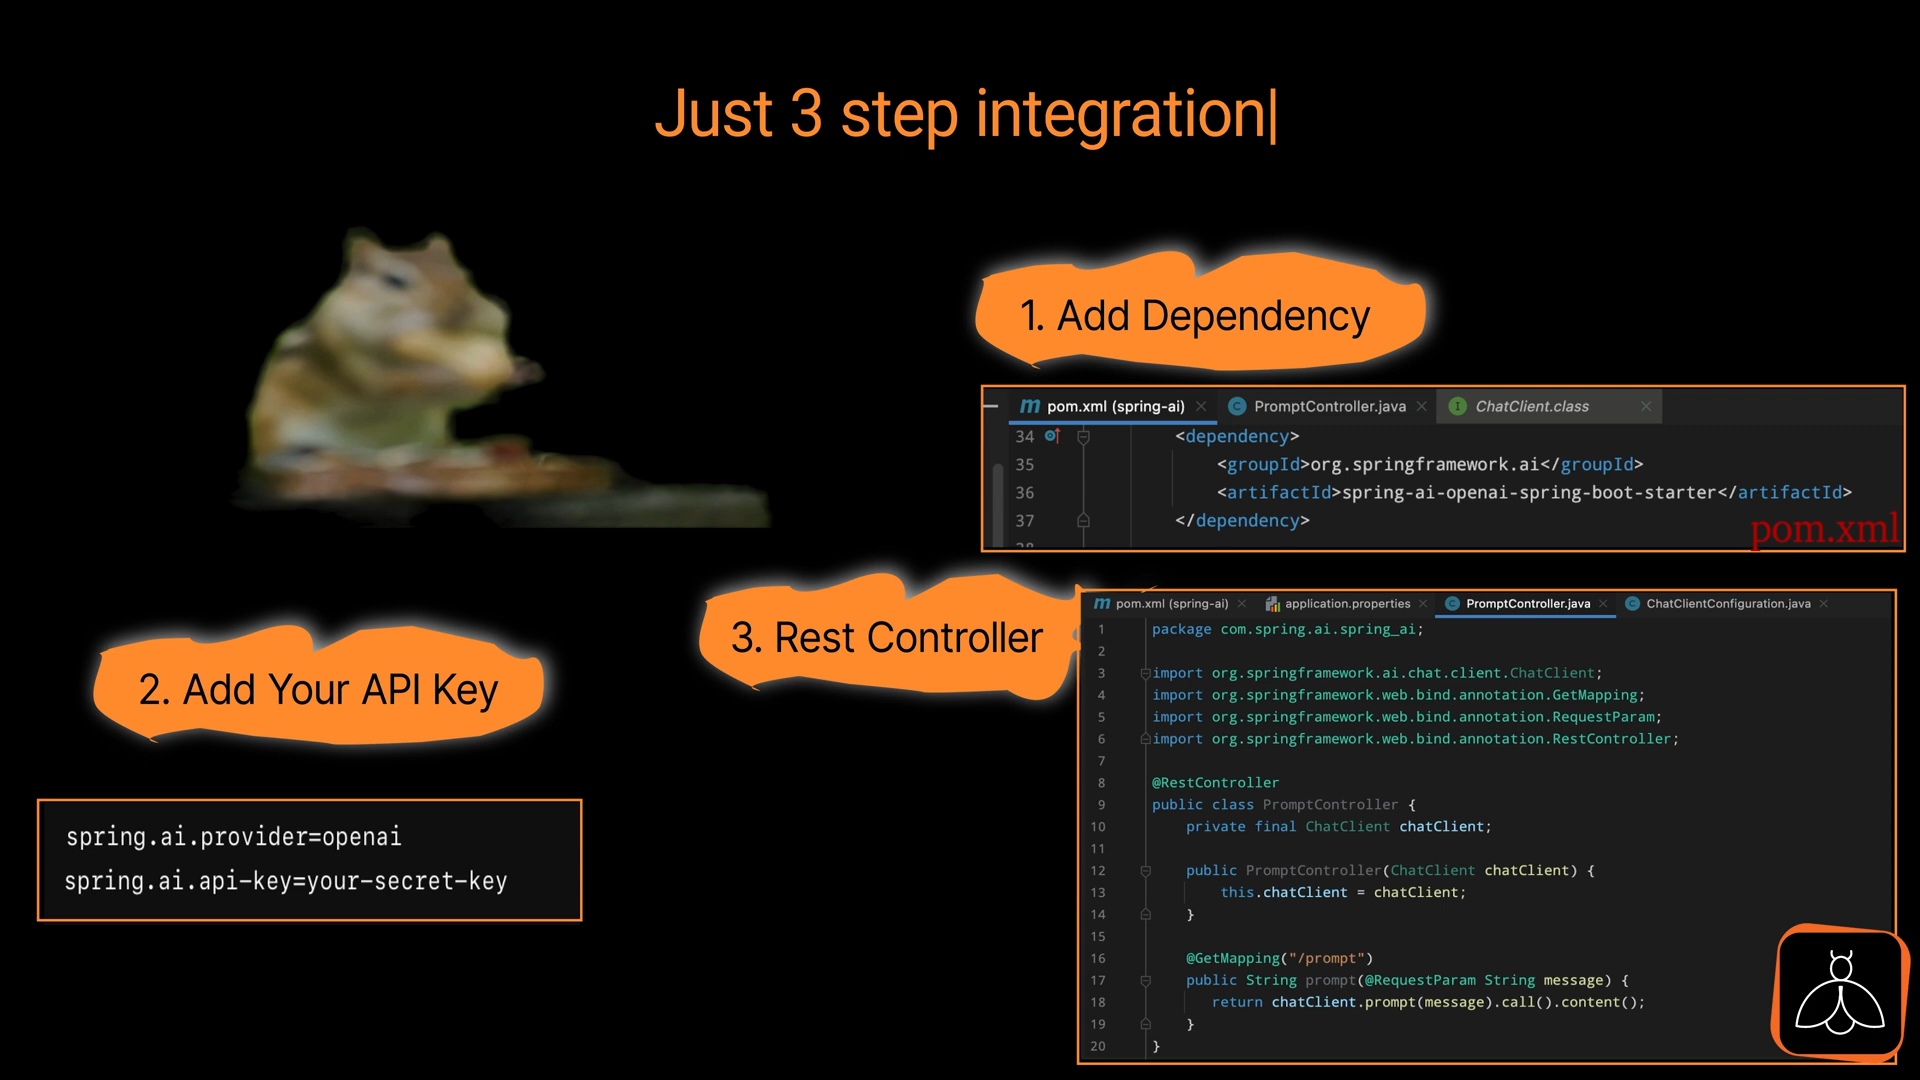 Just 3 step integration|
1. Add Dependency
pom.xml (spring-ai) PromptController.java ChatClient.class
34 <dependency>
35 <groupId>org.springframework.ai</groupId>
36 <artifactId>spring-ai-openai-spring-boot-starter</artifactId>
37 </dependency>
pom.xml
2. Add Your API Key
spring.ai.provider=openai
spring.ai.api-key=your-secret-key
3. Rest Controller
pom.xml (spring-ai) application.properties PromptController.java ChatClientConfiguration.java
1 package com.spring.ai.spring_ai;
2
3 import org.springframework.ai.chat.client.ChatClient;
4 import org.springframework.web.bind.annotation.GetMapping;
5 import org.springframework.web.bind.annotation.RequestParam;
6 import org.springframework.web.bind.annotation.RestController;
7
8 @RestController
9 public class PromptController {
10 private final ChatClient chatClient;
11
12 public PromptController(ChatClient chatClient) {
13 this.chatClient = chatClient;
14 }
15
16 @GetMapping("/prompt")
17 public String prompt(@RequestParam String message) {
18 return chatClient.prompt(message).call().content();
19 }
20 }